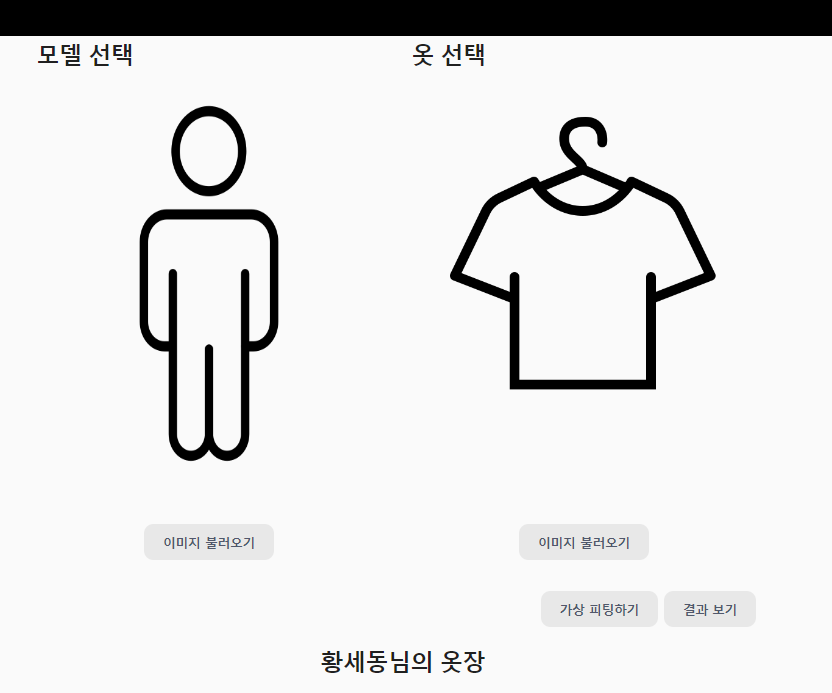 모델 선택
옷 선택
이미지 불러오기
이미지 불러오기
가상 피팅하기
결과 보기
황세동님의 옷장